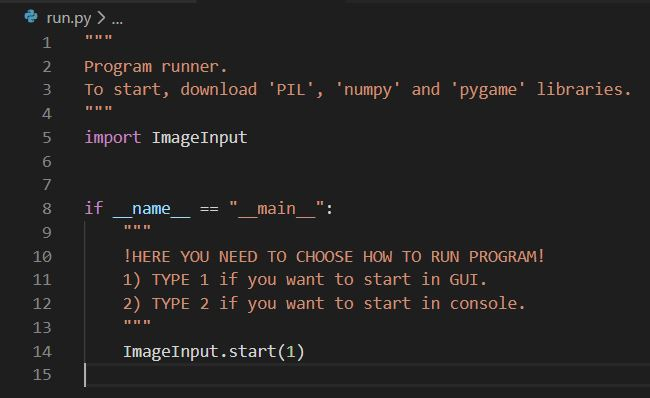 run.py > ...
1 """
2 Program runner.
3 To start, download 'PIL', 'numpy' and 'pygame' libraries.
4 """
5 import ImageInput
6
7
8 if __name__ == "__main__":
9     """
10     !HERE YOU NEED TO CHOOSE HOW TO RUN PROGRAM!
11     1) TYPE 1 if you want to start in GUI.
12     2) TYPE 2 if you want to start in console.
13     """
14     ImageInput.start(1)
15